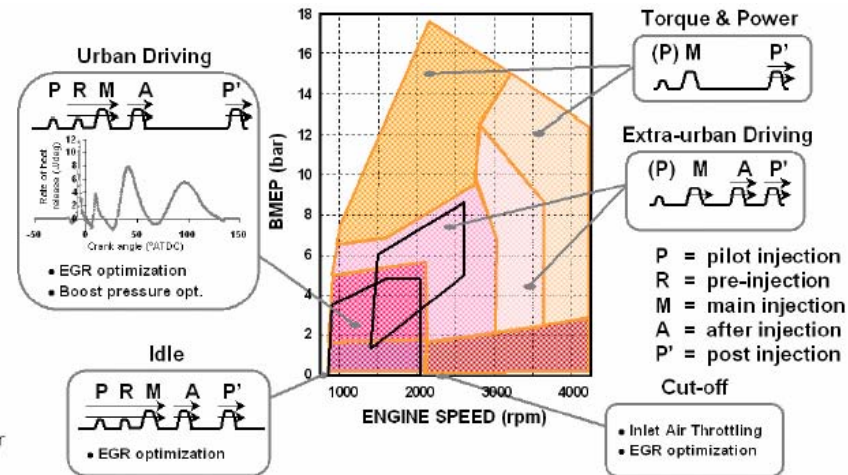 Urban Driving
P R M A P'
Rate of heat
release (J/deg)
12
10
8
6
4
2
0
-50 0 50 100 150
Crank angle (°ATDC)
• EGR optimization
• Boost pressure opt.
Idle
P R M A P'
• EGR optimization
BMEP (bar)
18
16
14
12
10
8
6
4
2
0
1000 2000 3000 4000
ENGINE SPEED (rpm)
Torque & Power
(P) M P'
Extra-urban Driving
(P) M A P'
P = pilot injection
R = pre-injection
M = main injection
A = after injection
P' = post injection
Cut-off
• Inlet Air Throttling
• EGR optimization